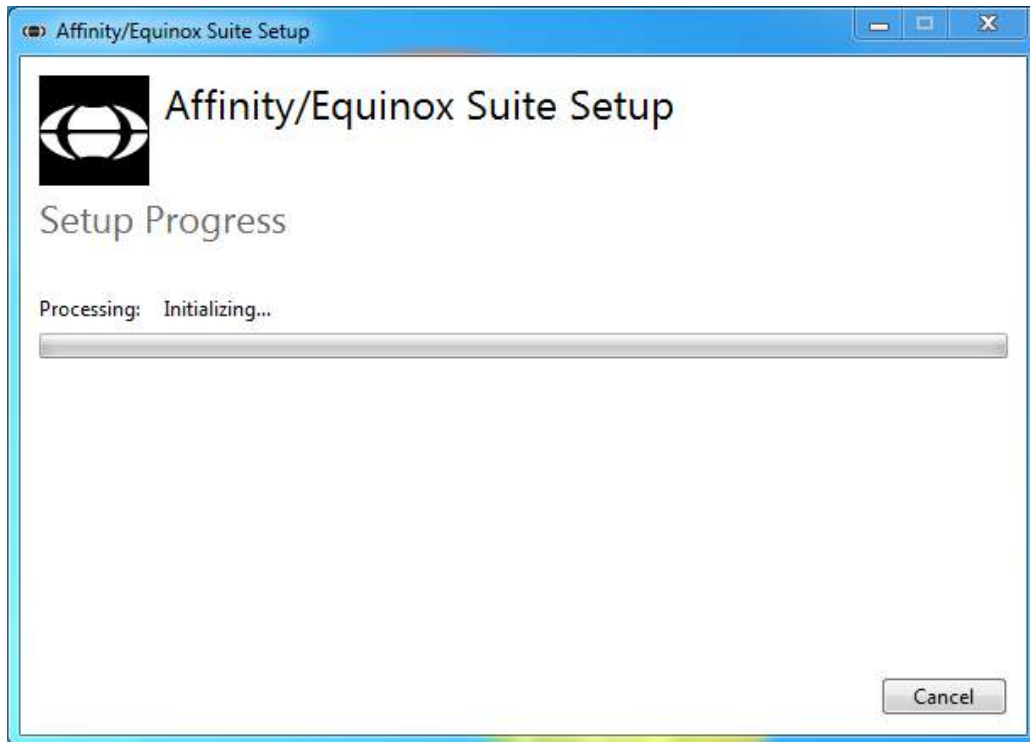 Affinity/Equinox Suite Setup
Affinity/Equinox Suite Setup
Setup Progress
Processing: Initializing...
Cancel